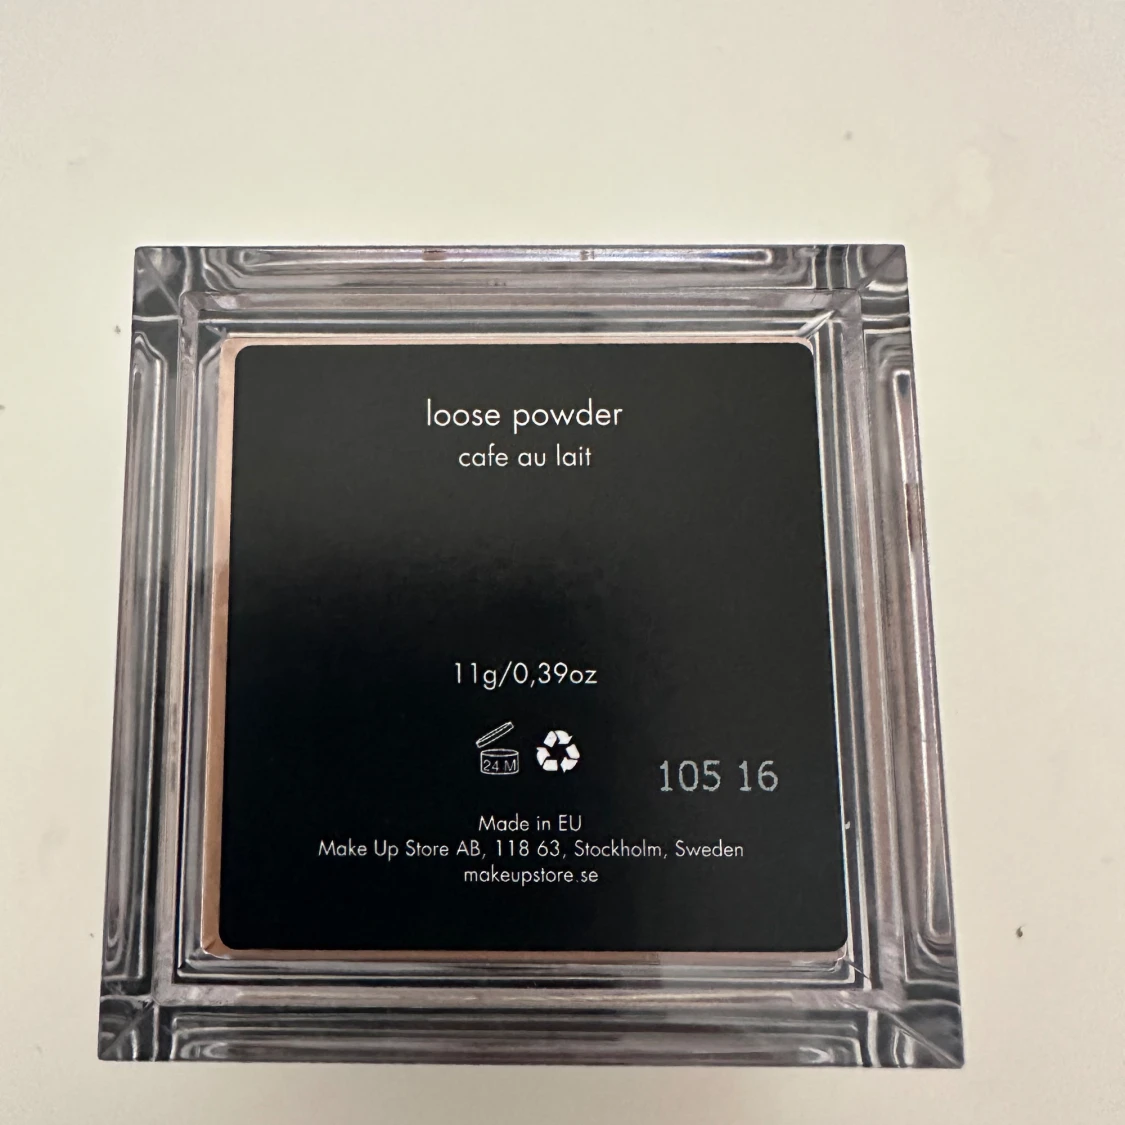 loose powder
cafe au lait
11g/0,39oz
24 M
105 16
Made in EU
Make Up Store AB, 118 63, Stockholm, Sweden
makeupstore.se